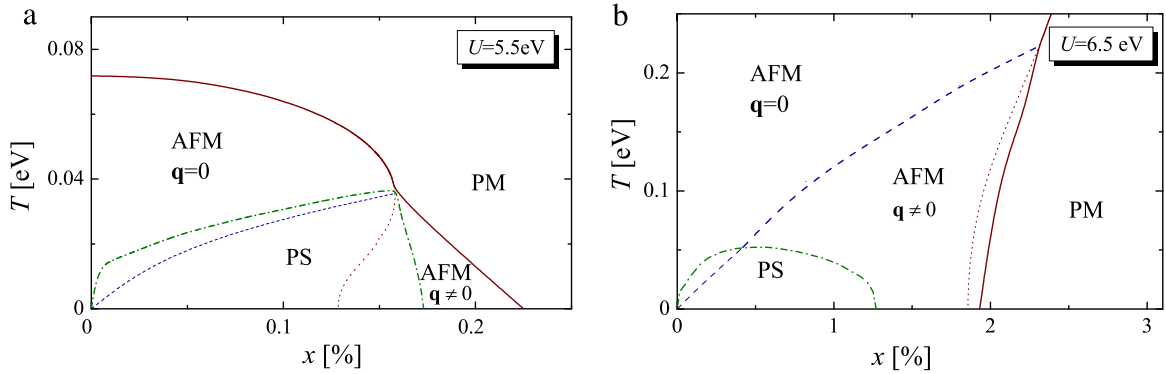 a
U=5.5eV
0.08
0.04
0
T [eV]
AFM
q=0
PM
PS
AFM
q≠0
0
0.1
0.2
x [%]
b
U=6.5 eV
0.2
0.1
0
T [eV]
AFM
q=0
AFM
q≠0
PM
PS
0
1
2
3
x [%]